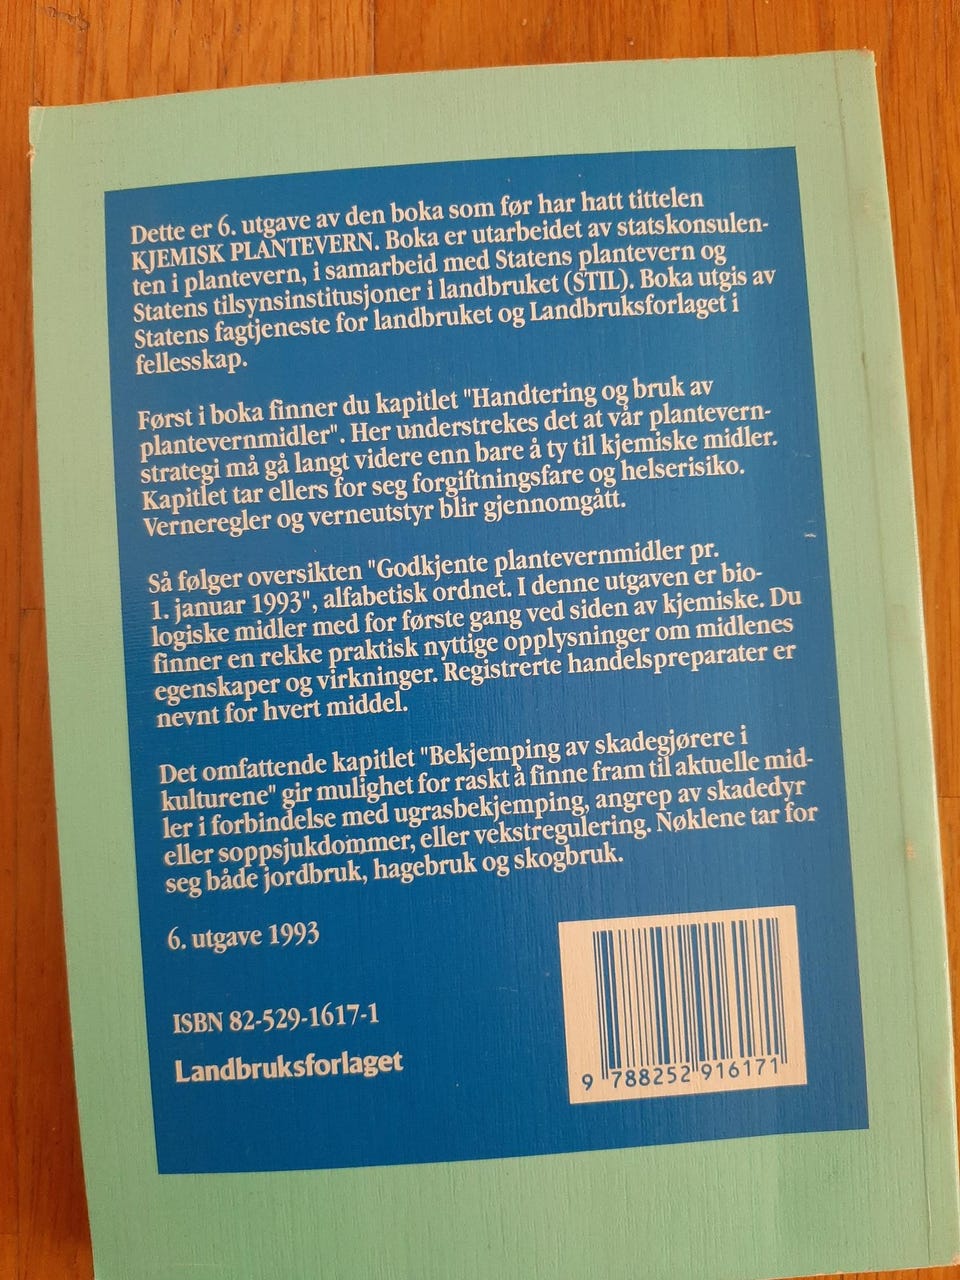 Dette er 6. utgave av den boka som før har hatt tittelen
KJEMISK PLANTEVERN. Boka er utarbeidet av statskonsulen-
ten i plantevern, i samarbeid med Statens plantevern og
Statens tilsynsinstitusjoner i landbruket (STIL). Boka utgis av
Statens fagtjeneste for landbruket og Landbruksforlaget i
fellesskap.
Først i boka finner du kapitlet "Handtering og bruk av
plantevernmidler". Her understrekes det at vår plantevern-
strategi må gå langt videre enn bare å ty til kjemiske midler.
Kapitlet tar ellers for seg forgiftningsfare og helserisiko.
Verneregler og verneutstyr blir gjennomgått.
Så følger oversikten "Godkjente plantevernmidler pr.
1. januar 1993", alfabetisk ordnet. I denne utgaven er bio-
logiske midler med for første gang ved siden av kjemiske. Du
finner en rekke praktisk nyttige opplysninger om midlenes
egenskaper og virkninger. Registrerte handelspreparater er
nevnt for hvert middel.
Det omfattende kapitlet "Bekjemping av skadegjørere i
kulturene" gir mulighet for raskt å finne fram til aktuelle mid-
ler i forbindelse med ugrasbekjemping, angrep av skadedyr
eller soppsjukdommer, eller vekstregulering. Nøklene tar for
seg både jordbruk, hagebruk og skogbruk.
6. utgave 1993
ISBN 82-529-1617-1
Landbruksforlaget
9 788252 916171